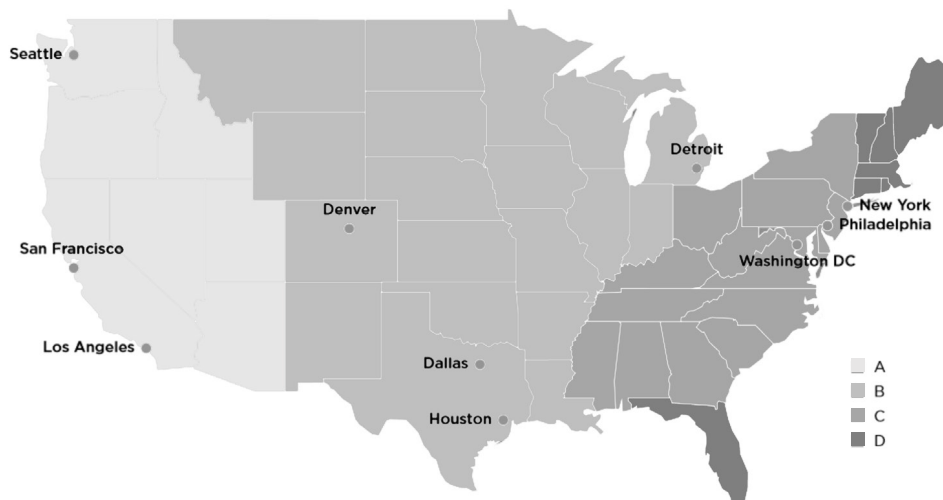 Seattle
Detroit
New York
Denver
Philadelphia
San Francisco
Washington DC
Los Angeles
Dallas
A
B
Houston
C
D